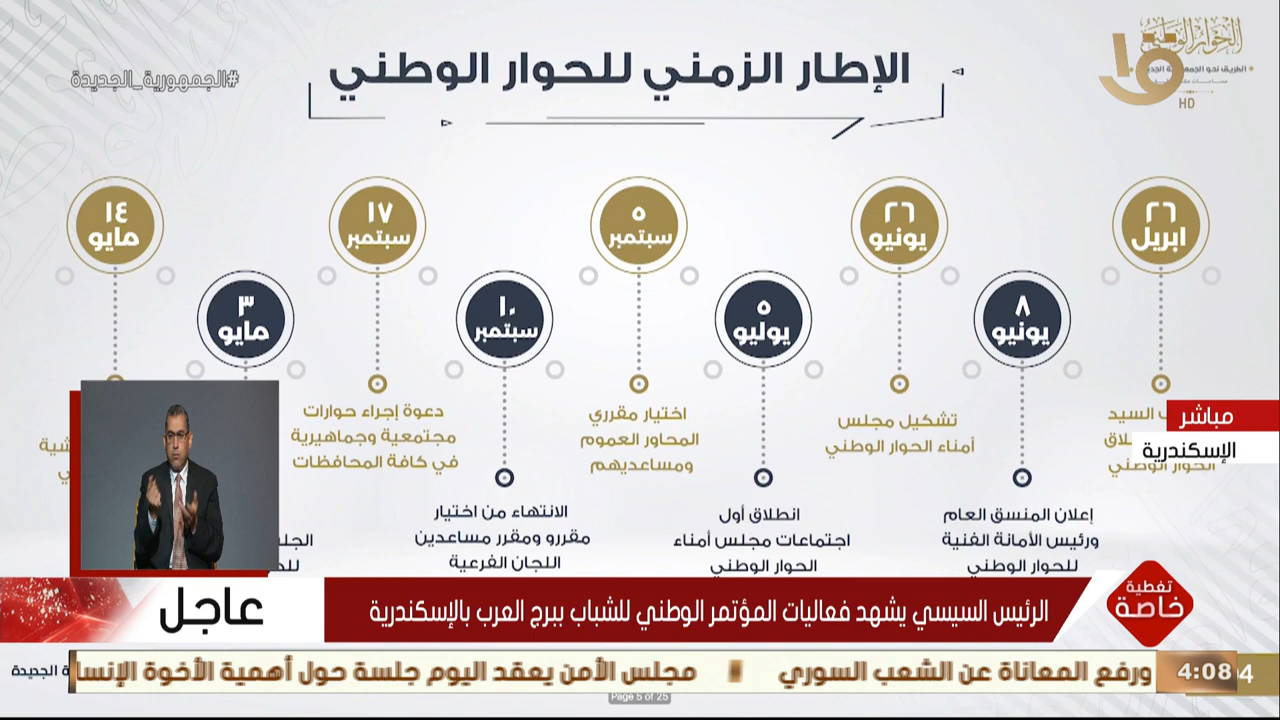 الإطار الزمني للحوار الوطني
#الجمهورية_الجديدة
الحوار الوطني
HD
٢٦
ابريل
السيد
الحوار الوطني
٨
يونيو
إعلان المنسق العام
ورئيس الأمانة الفنية
للحوار الوطني
٢٦
يونيو
تشكيل مجلس
أمناء الحوار الوطني
٥
يوليو
انطلاق أول
اجتماعات مجلس أمناء
الحوار الوطني
٥
سبتمبر
اختيار مقرري
المحاور العموم
ومساعديهم
١٠
سبتمبر
الانتهاء من اختيار
مقررو ومقرر مساعدين
اللجان الفرعية
١٧
سبتمبر
دعوة إجراء حوارات
مجتمعية وجماهيرية
في كافة المحافظات
٣
مايو
١٤
مايو
مباشر
الإسكندرية
تغطية
خاصة
الرئيس السيسي يشهد فعاليات المؤتمر الوطني للشباب ببرج العرب بالإسكندرية
عاجل
4:08
ورفع المعاناة عن الشعب السوري
مجلس الأمن يعقد اليوم جلسة حول أهمية الأخوة الإنسا
الجديدة
Page 5 of 25